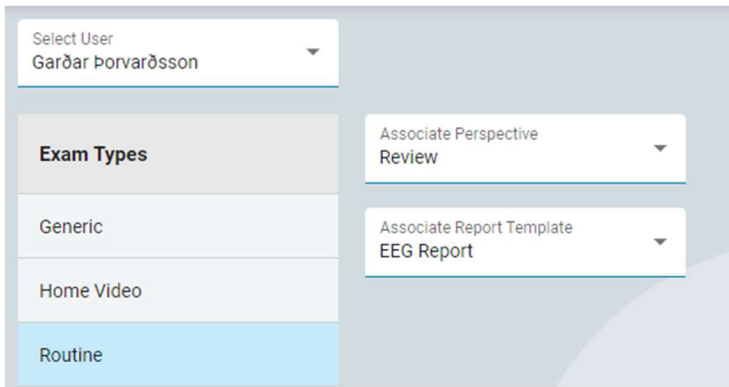 Select User
Garðar Þorvarðsson
Exam Types
Generic
Home Video
Routine
Associate Perspective
Review
Associate Report Template
EEG Report